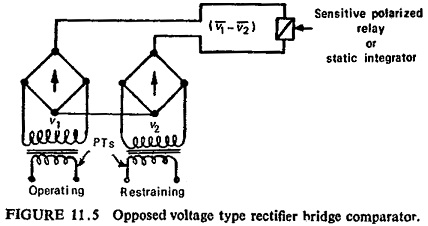 Sensitive polarized
relay
or
static integrator
(v̅1 − v̅2)
v1
v2
PTs
Operating
Restraining
FIGURE 11.5 Opposed voltage type rectifier bridge comparator.